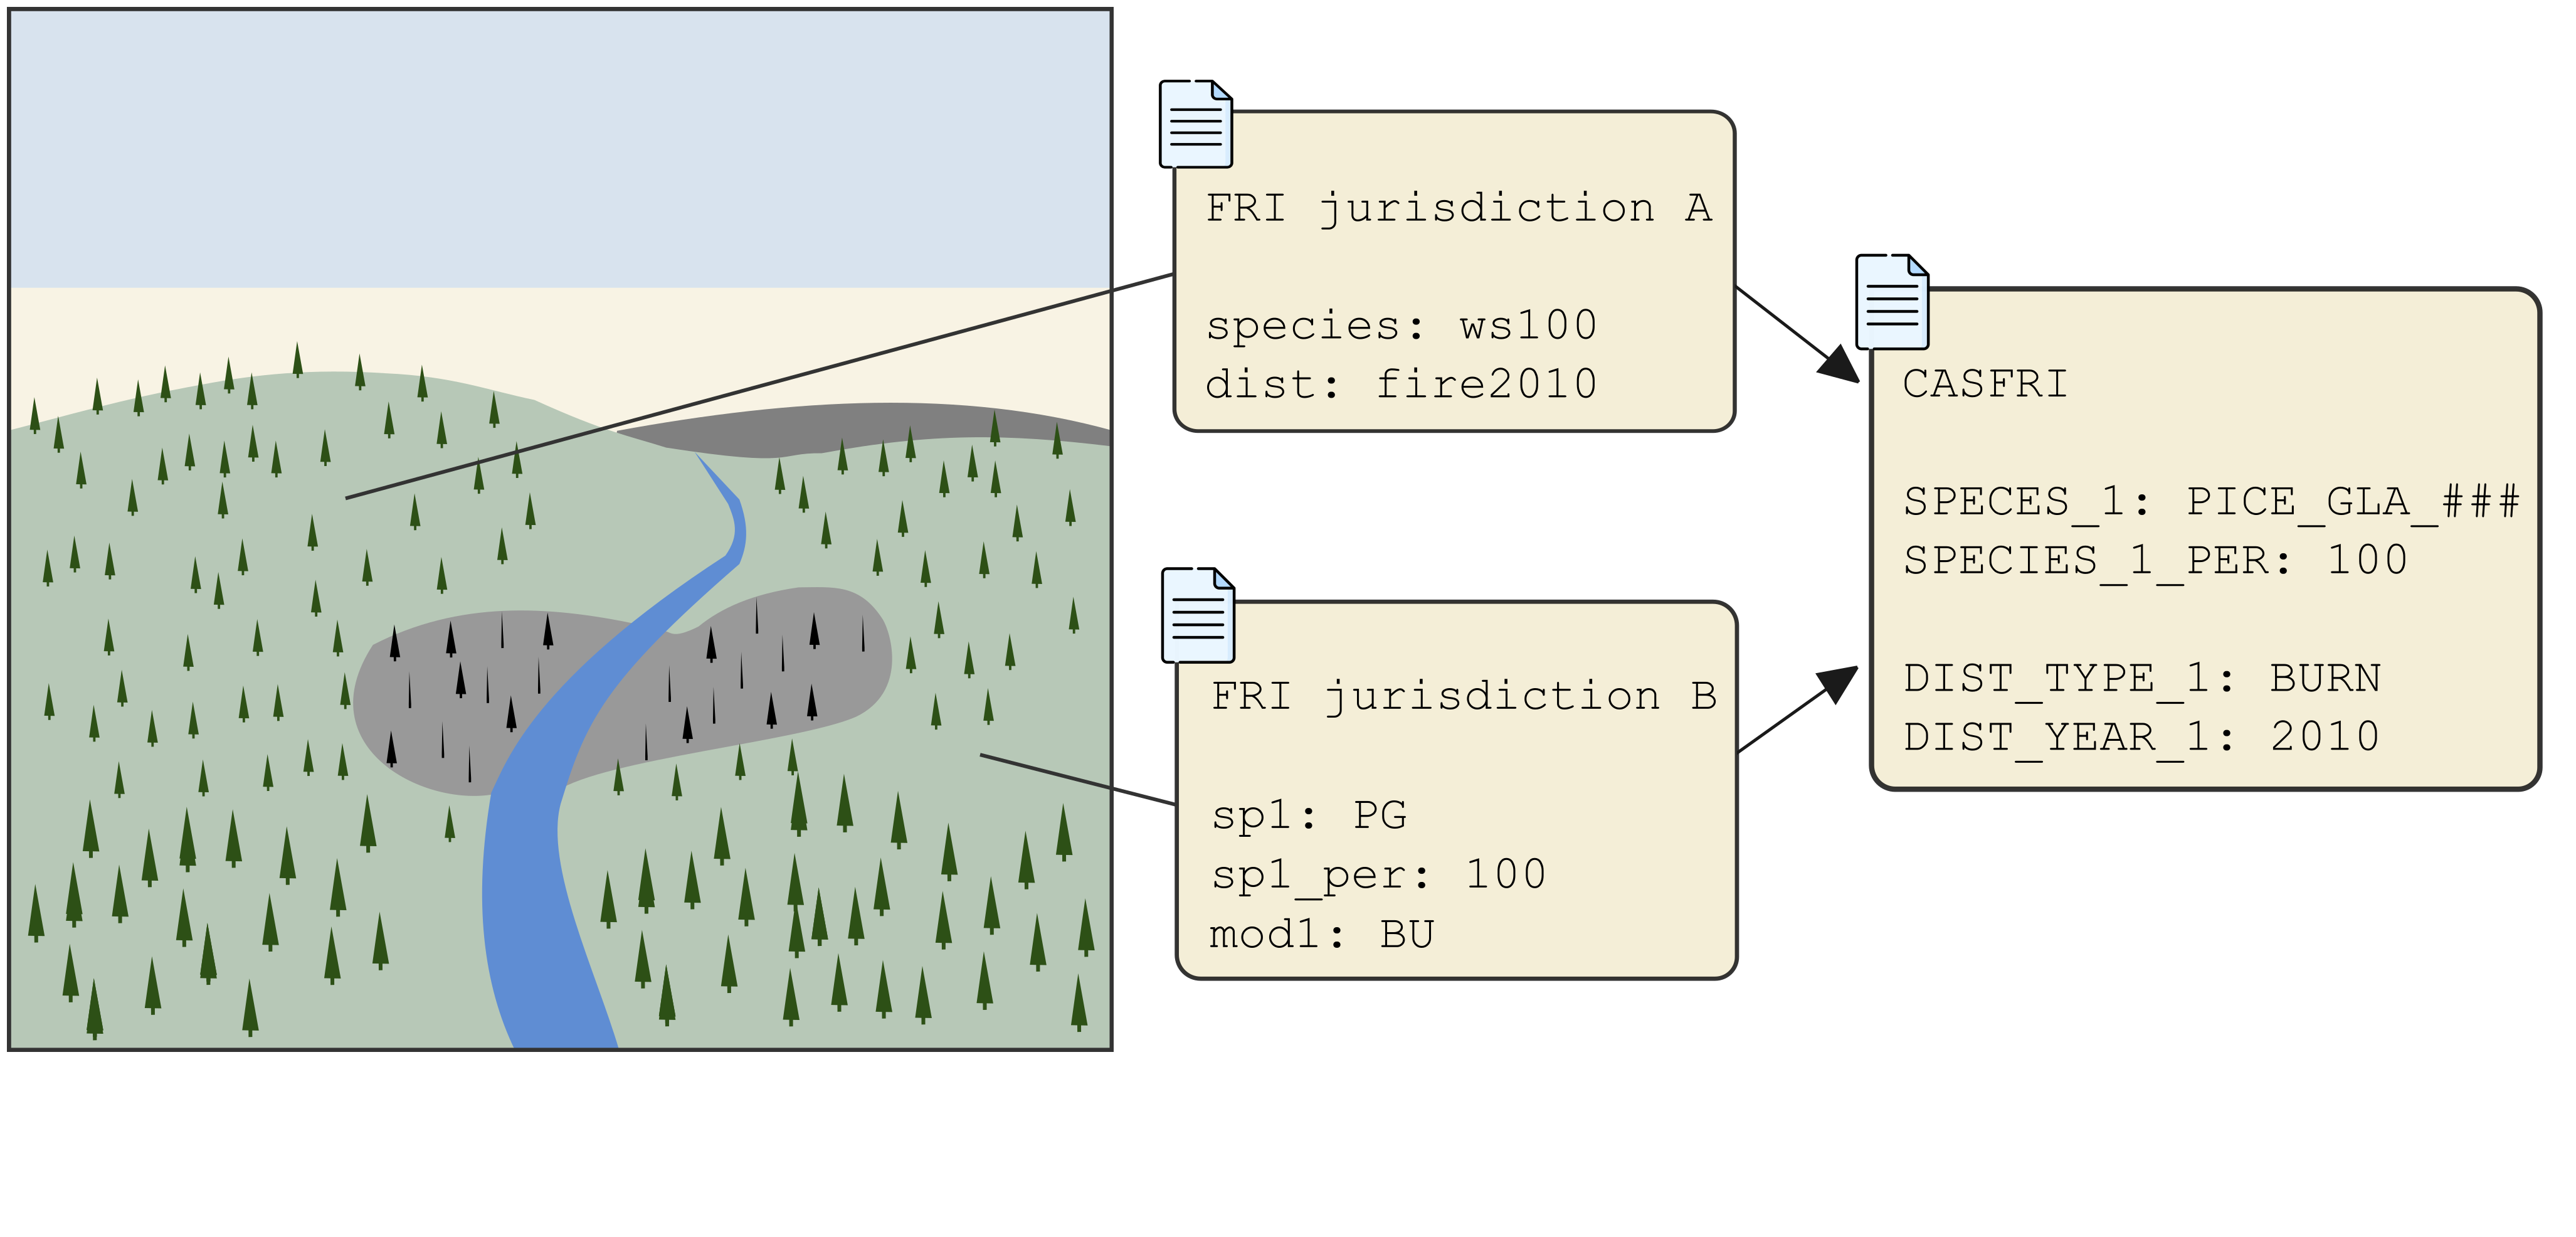 FRI jurisdiction A
species: ws100
dist: fire2010
FRI jurisdiction B
sp1: PG
sp1_per: 100
mod1: BU
CASFRI
SPECES_1: PICE_GLA_###
SPECIES_1_PER: 100
DIST_TYPE_1: BURN
DIST_YEAR_1: 2010